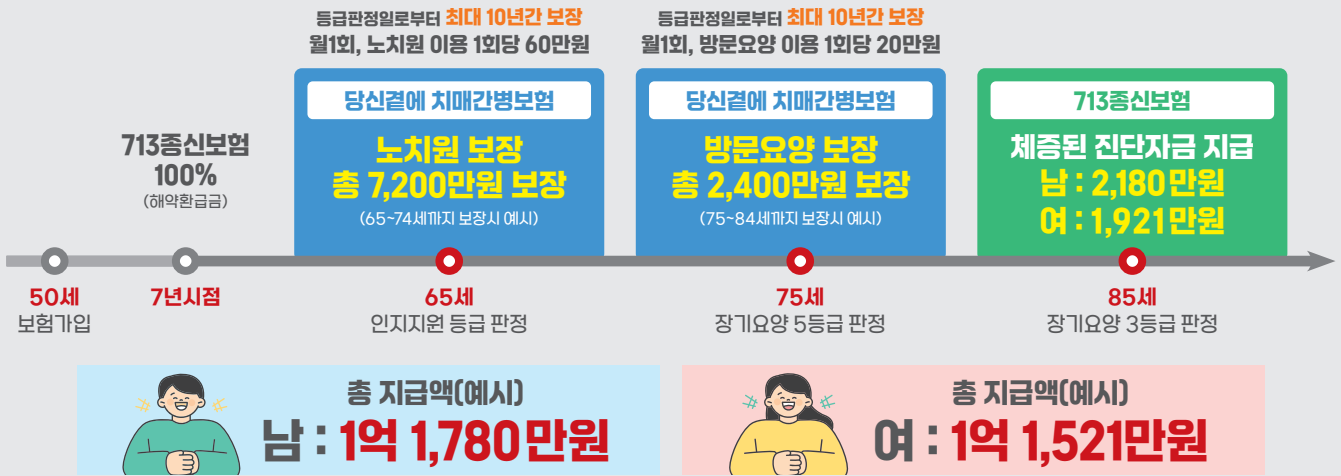 등급판정일로부터 최대 10년간 보장
월1회, 노치원 이용 1회당 60만원
등급판정일로부터 최대 10년간 보장
월1회, 방문요양 이용 1회당 20만원
713종신보험
100%
(해약환급금)
당신곁에 치매간병보험
노치원 보장
총 7,200만원 보장
(65~74세까지 보장시 예시)
당신곁에 치매간병보험
방문요양 보장
총 2,400만원 보장
(75~84세까지 보장시 예시)
713종신보험
체증된 진단자금 지급
남 : 2,180만원
여 : 1,921만원
50세
보험가입
7년시점
65세
인지지원 등급 판정
75세
장기요양 5등급 판정
85세
장기요양 3등급 판정
총 지급액(예시)
남 : 1억 1,780만원
총 지급액(예시)
여 : 1억 1,521만원